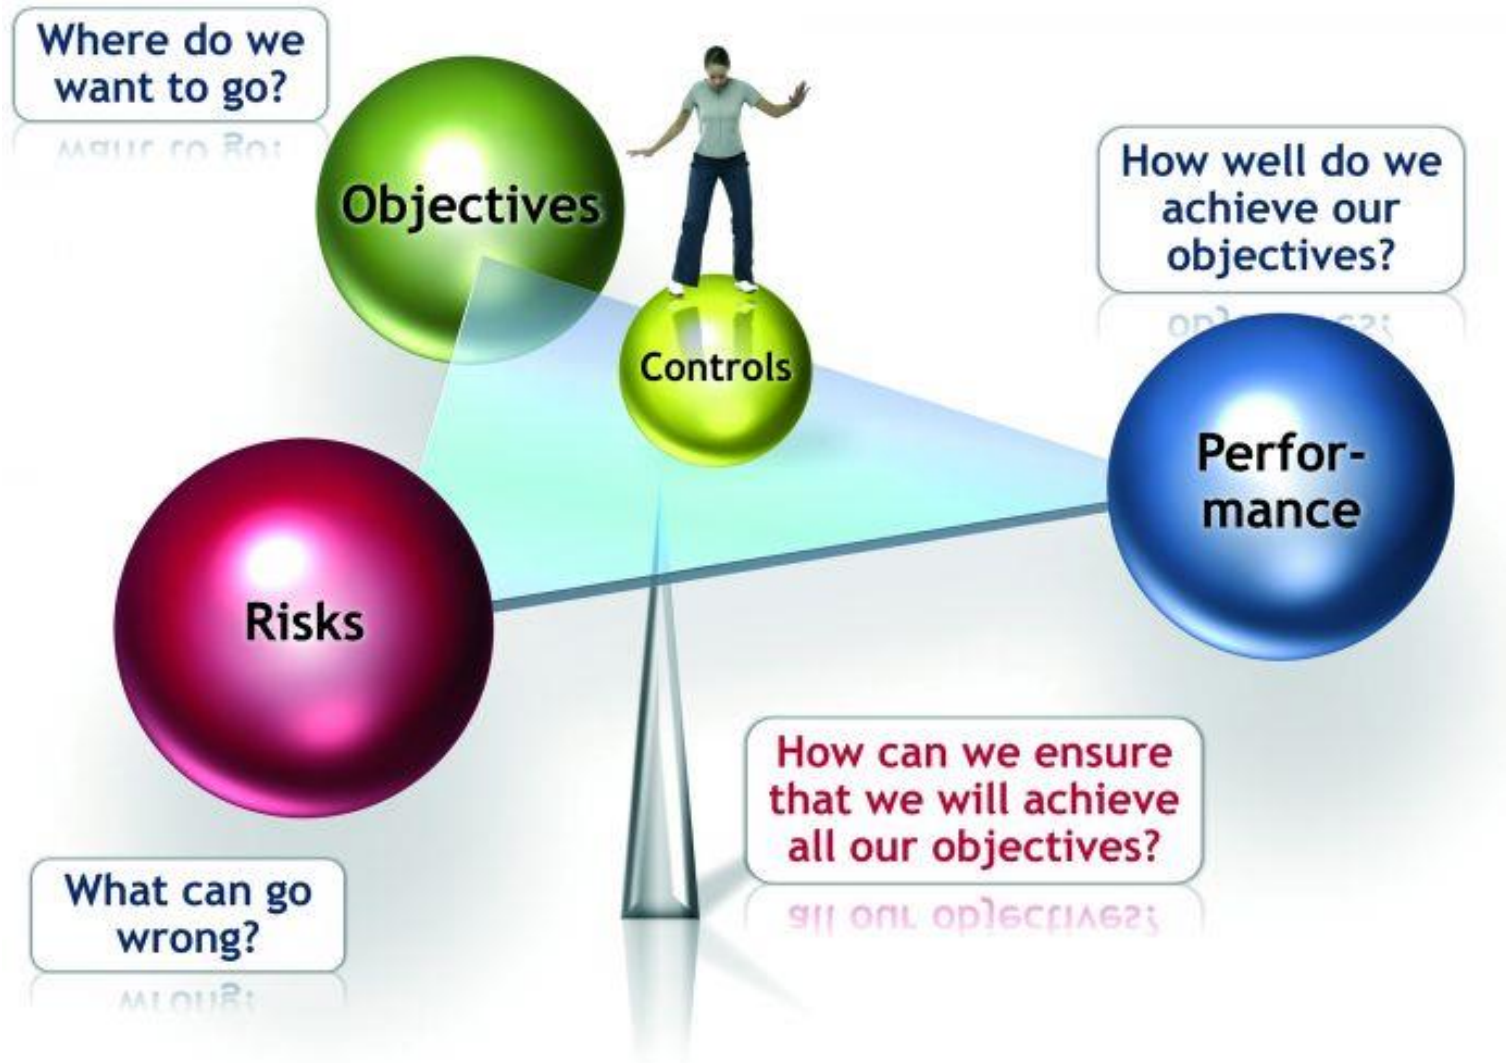 Where do we
want to go?
Objectives
How well do we
achieve our
objectives?
Controls
Perfor-
mance
Risks
How can we ensure
that we will achieve
all our objectives?
What can go
wrong?